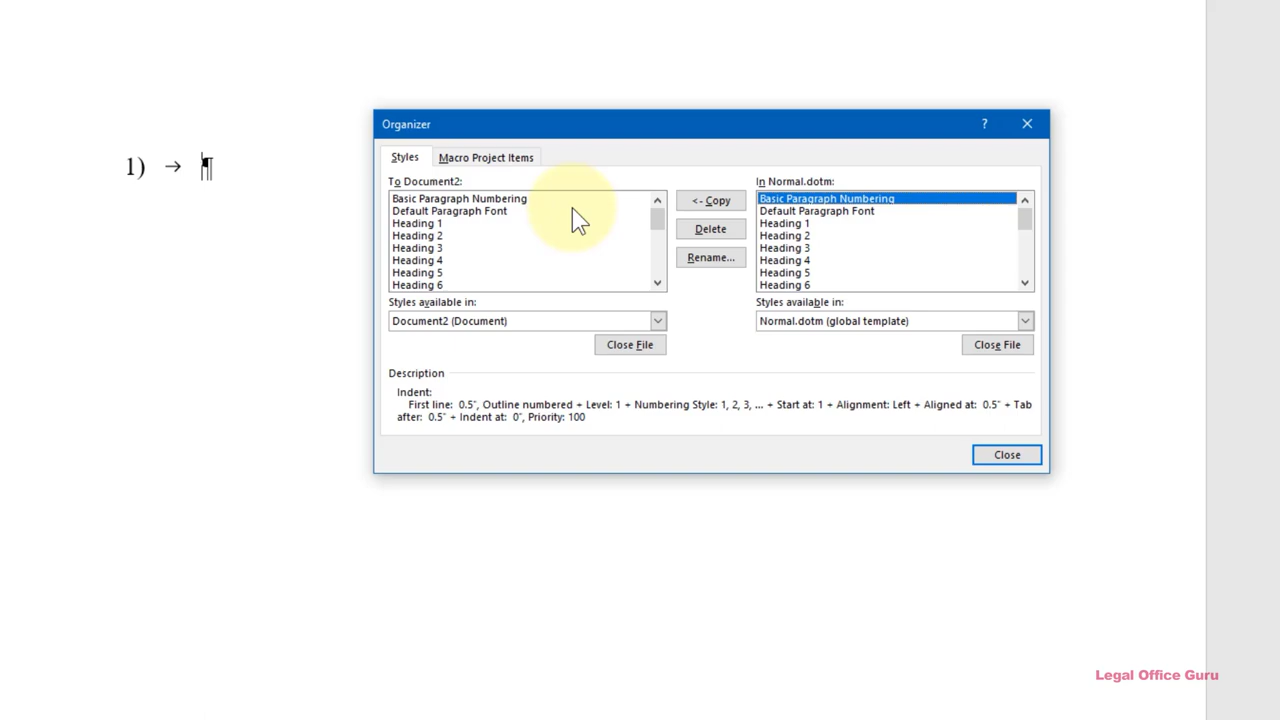 Organizer
?
Styles
Macro Project Items
1) → ¶
To Document2:
Basic Paragraph Numbering
Default Paragraph Font
Heading 1
Heading 2
Heading 3
Heading 4
Heading 5
Heading 6
<- Copy
Delete
Rename...
In Normal.dotm:
Basic Paragraph Numbering
Default Paragraph Font
Heading 1
Heading 2
Heading 3
Heading 4
Heading 5
Heading 6
Styles available in:
Document2 (Document)
Close File
Styles available in:
Normal.dotm (global template)
Close File
Description
Indent:
First line: 0.5", Outline numbered + Level: 1 + Numbering Style: 1, 2, 3, ... + Start at: 1 + Alignment: Left + Aligned at: 0.5" + Tab
after: 0.5" + Indent at: 0", Priority: 100
Close
Legal Office Guru